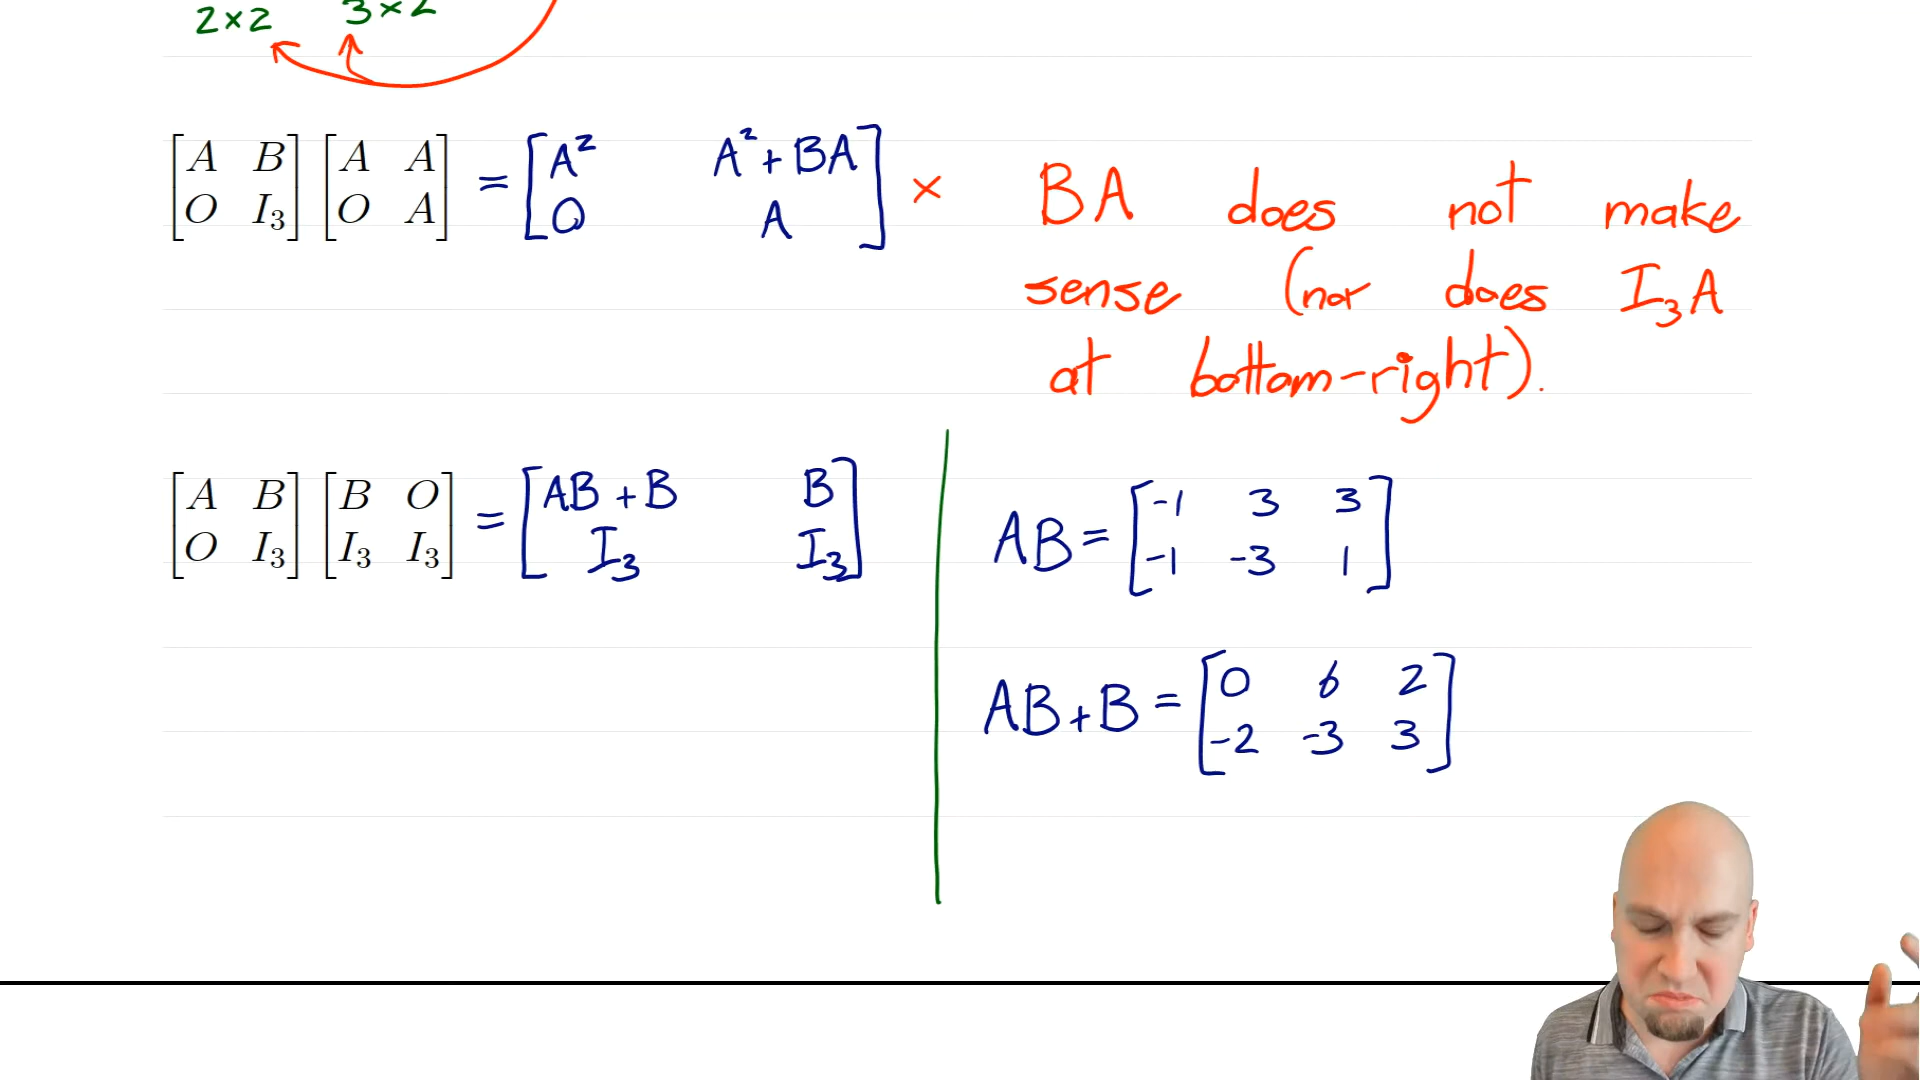 2×2 3×2
[A B; O I₃] [A A; O A] = [A² A²+BA; O A] × BA does not make
sense (nor does I₃A
at bottom-right).
[A B; O I₃] [B O; I₃ I₃] = [AB+B B; I₃ I₃]
AB = [-1 3 3; -1 -3 1]
AB+B = [0 6 2; -2 -3 3]